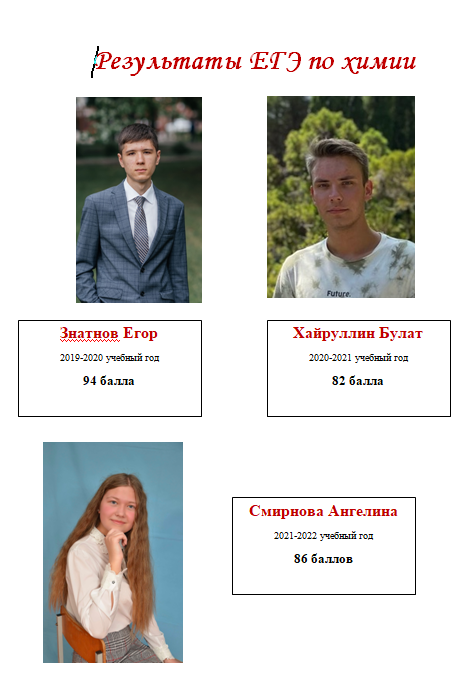 Результаты ЕГЭ по химии
Future.
Знатнов Егор
2019-2020 учебный год
94 балла
Хайруллин Булат
2020-2021 учебный год
82 балла
Смирнова Ангелина
2021-2022 учебный год
86 баллов